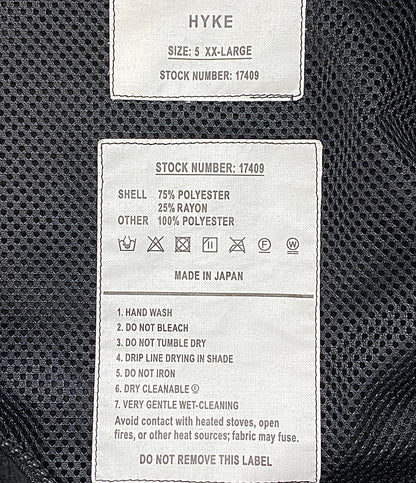 HYKE
SIZE: 5 XX-LARGE
STOCK NUMBER: 17409
STOCK NUMBER: 17409
SHELL 75% POLYESTER
25% RAYON
OTHER 100% POLYESTER
F W
MADE IN JAPAN
1. HAND WASH
2. DO NOT BLEACH
3. DO NOT TUMBLE DRY
4. DRIP LINE DRYING IN SHADE
5. DO NOT IRON
6. DRY CLEANABLE Ⓕ
7. VERY GENTLE WET-CLEANING
Avoid contact with heated stoves, open
fires, or other heat sources; fabric may fuse.
DO NOT REMOVE THIS LABEL